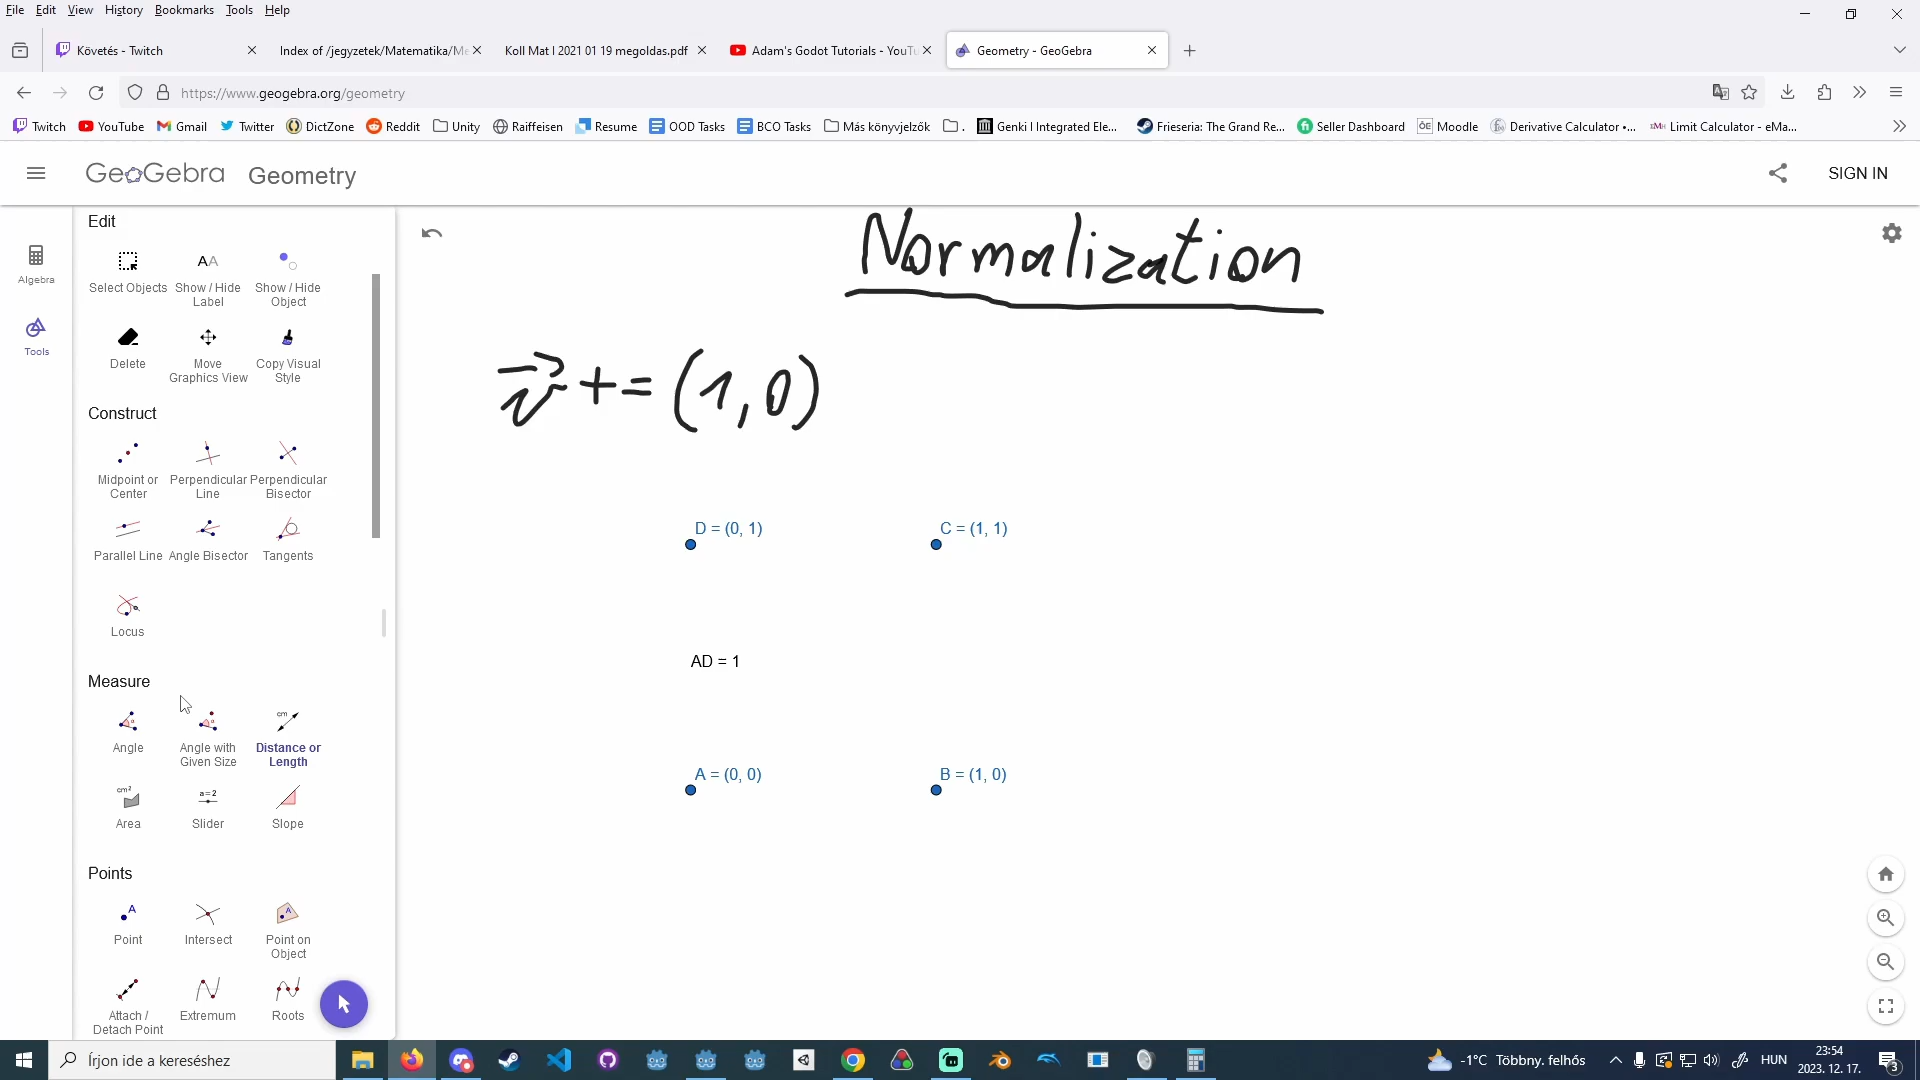 File Edit View History Bookmarks Tools Help
Követés - Twitch
Index of /jegyzetek/Matematika/Me
Koll Mat I 2021 01 19 megoldas.pdf
Adam's Godot Tutorials - YouTu
Geometry - GeoGebra
https://www.geogebra.org/geometry
Twitch YouTube Gmail Twitter DictZone Reddit Unity Raiffeisen Resume OOD Tasks BCO Tasks Más könyvjelzők . Genki I Integrated Ele... Frieseria: The Grand Re... Seller Dashboard Moodle Derivative Calculator •... Limit Calculator - eMa...
GeoGebra Geometry
SIGN IN
Algebra
Tools
Edit
Select Objects
Show / Hide Label
Show / Hide Object
Delete
Move Graphics View
Copy Visual Style
Construct
Midpoint or Center
Perpendicular Line
Perpendicular Bisector
Parallel Line
Angle Bisector
Tangents
Locus
Measure
Angle
Angle with Given Size
cm
Distance or Length
cm²
Area
a=2
Slider
Slope
Points
A
Point
Intersect
A
Point on Object
Attach / Detach Point
Extremum
Roots
Normalization
v += (1,0)
D = (0, 1)
C = (1, 1)
AD = 1
A = (0, 0)
B = (1, 0)
Írjon ide a kereséshez
-1°C Többny. felhős
HUN
23:54
2023. 12. 17.
3